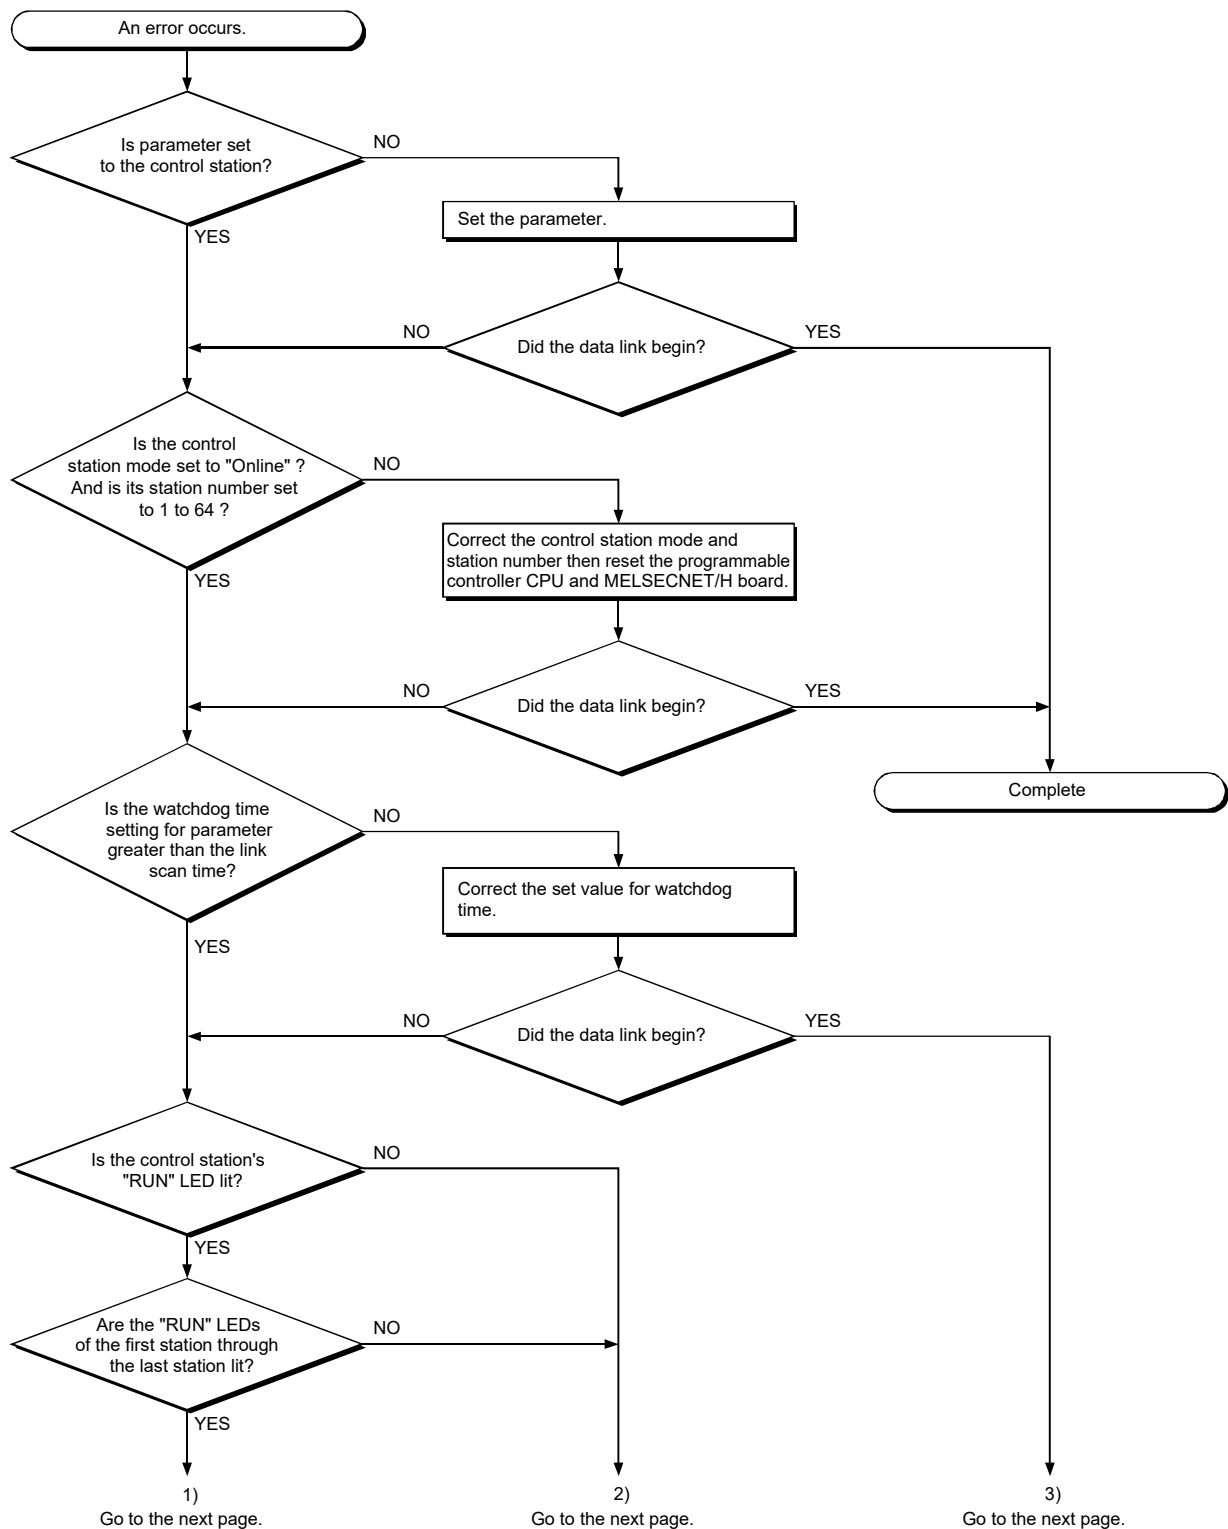 An error occurs.
Is parameter set
to the control station?
NO
YES
Set the parameter.
NO
Did the data link begin?
YES
Is the control
station mode set to "Online" ?
And is its station number set
to 1 to 64 ?
NO
YES
Correct the control station mode and
station number then reset the programmable
controller CPU and MELSECNET/H board.
NO
Did the data link begin?
YES
Complete
Is the watchdog time
setting for parameter
greater than the link
scan time?
NO
YES
Correct the set value for watchdog
time.
NO
Did the data link begin?
YES
Is the control station's
"RUN" LED lit?
NO
YES
Are the "RUN" LEDs
of the first station through
the last station lit?
NO
YES
1)
Go to the next page.
2)
Go to the next page.
3)
Go to the next page.